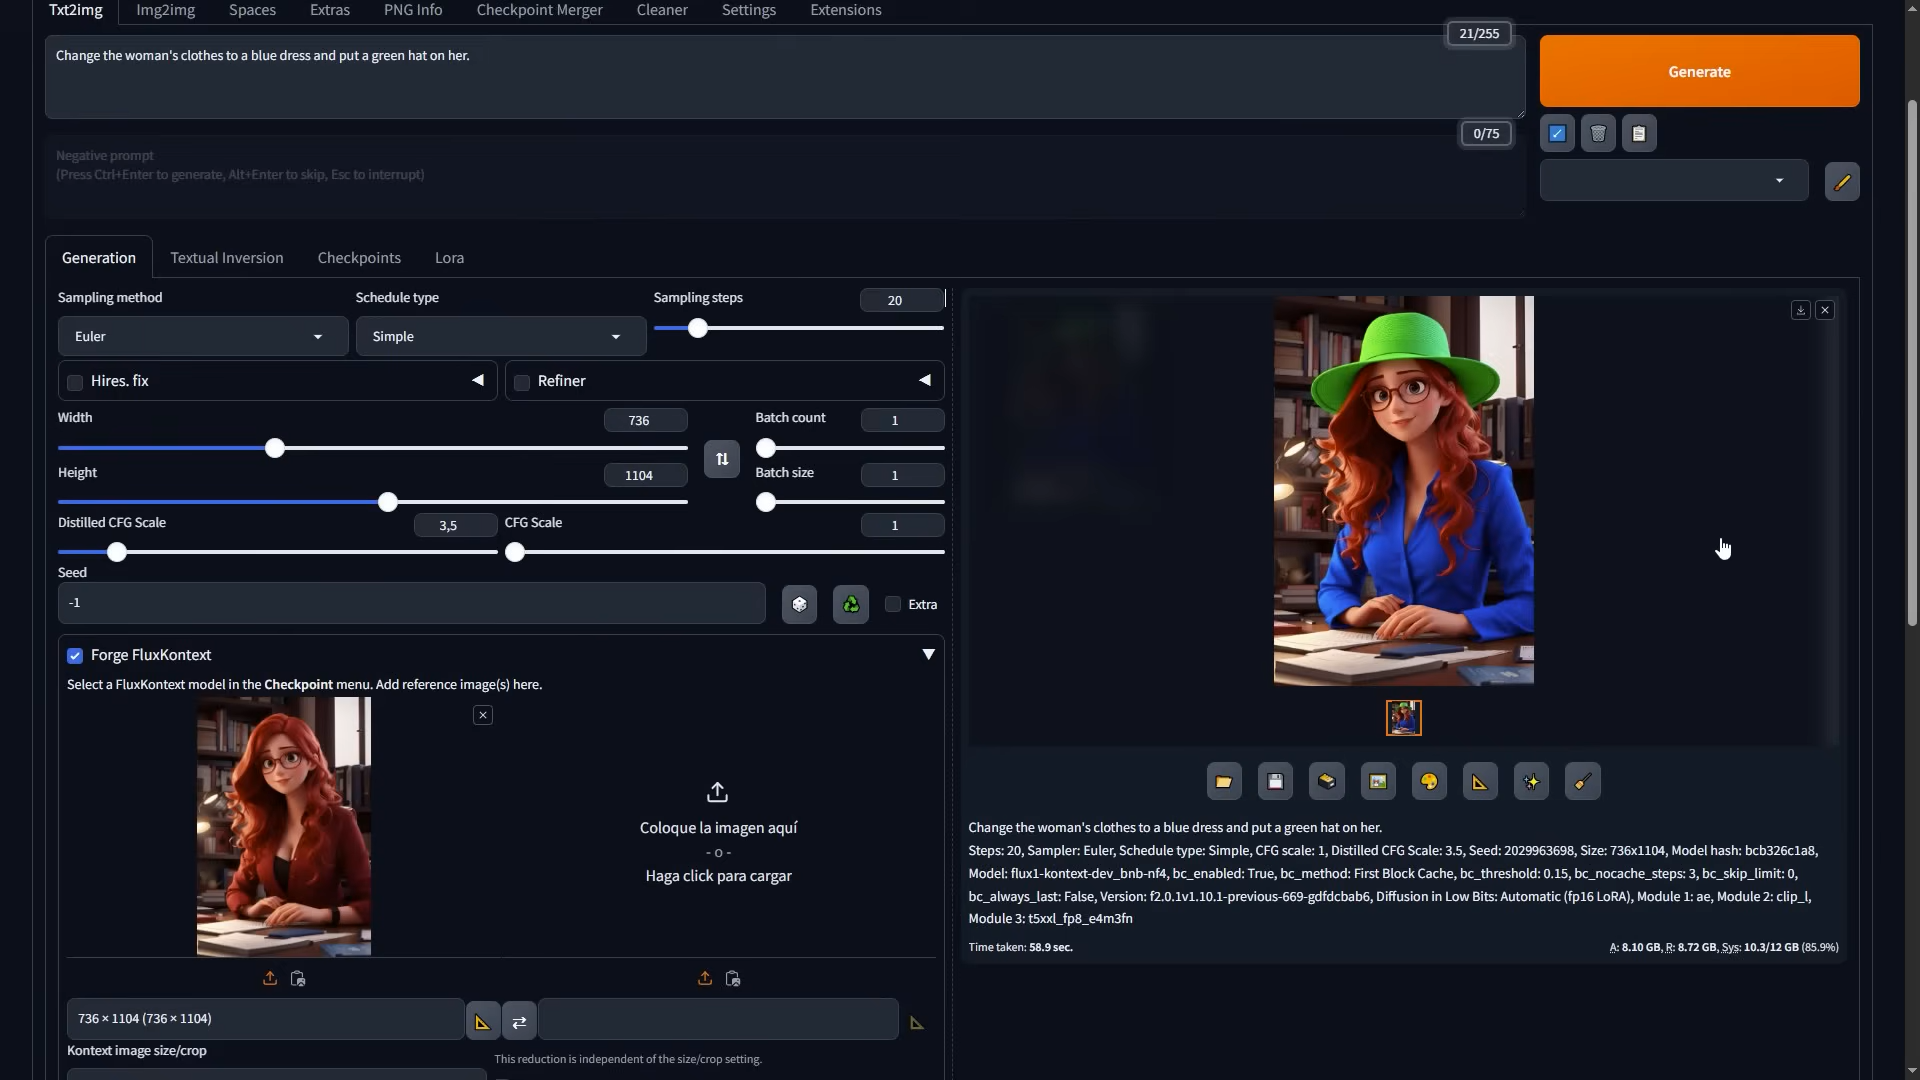 Txt2img Img2img Spaces Extras PNG Info Checkpoint Merger Cleaner Settings Extensions
21/255
Change the woman's clothes to a blue dress and put a green hat on her.
Generate
0/75
Negative prompt
(Press Ctrl+Enter to generate, Alt+Enter to skip, Esc to interrupt)
Generation Textual Inversion Checkpoints Lora
Sampling method Schedule type Sampling steps 20
Euler Simple
Hires. fix Refiner
Width 736 Batch count 1
Height 1104 Batch size 1
Distilled CFG Scale 3,5 CFG Scale 1
Seed
-1
Extra
Forge FluxKontext
Select a FluxKontext model in the Checkpoint menu. Add reference image(s) here.
Coloque la imagen aquí
- o -
Haga click para cargar
736 × 1104 (736 × 1104)
Kontext image size/crop
This reduction is independent of the size/crop setting.
Change the woman's clothes to a blue dress and put a green hat on her.
Steps: 20, Sampler: Euler, Schedule type: Simple, CFG scale: 1, Distilled CFG Scale: 3.5, Seed: 2029963698, Size: 736x1104, Model hash: bcb326c1a8,
Model: flux1-kontext-dev_bnb-nf4, bc_enabled: True, bc_method: First Block Cache, bc_threshold: 0.15, bc_nocache_steps: 3, bc_skip_limit: 0,
bc_always_last: False, Version: f2.0.1v1.10.1-previous-669-gdfdcbab6, Diffusion in Low Bits: Automatic (fp16 LoRA), Module 1: ae, Module 2: clip_l,
Module 3: t5xxl_fp8_e4m3fn
Time taken: 58.9 sec.
A: 8.10 GB, R: 8.72 GB, Sys: 10.3/12 GB (85.9%)